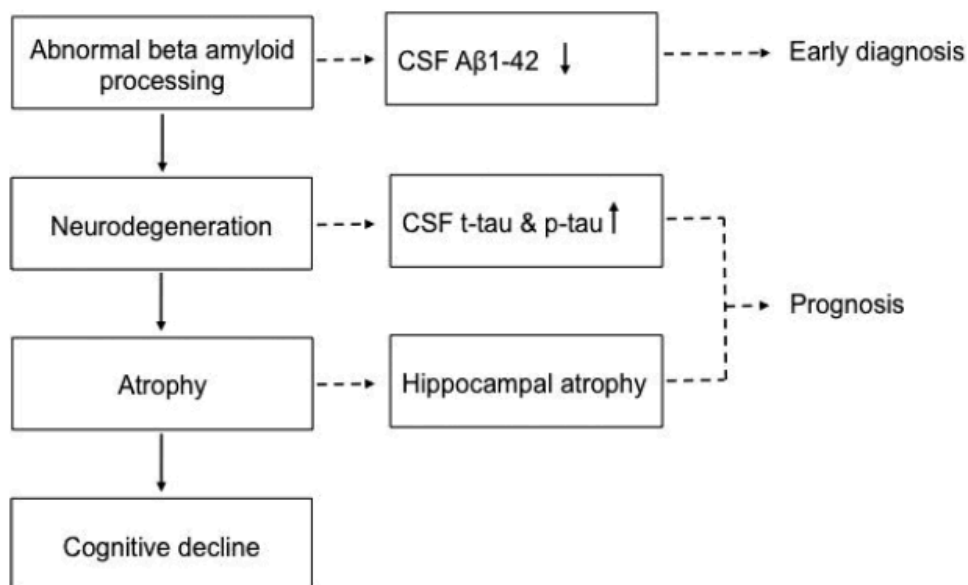 Abnormal beta amyloid
processing
CSF Aβ1-42 ↓
Early diagnosis
Neurodegeneration
CSF t-tau & p-tau ↑
Prognosis
Atrophy
Hippocampal atrophy
Cognitive decline